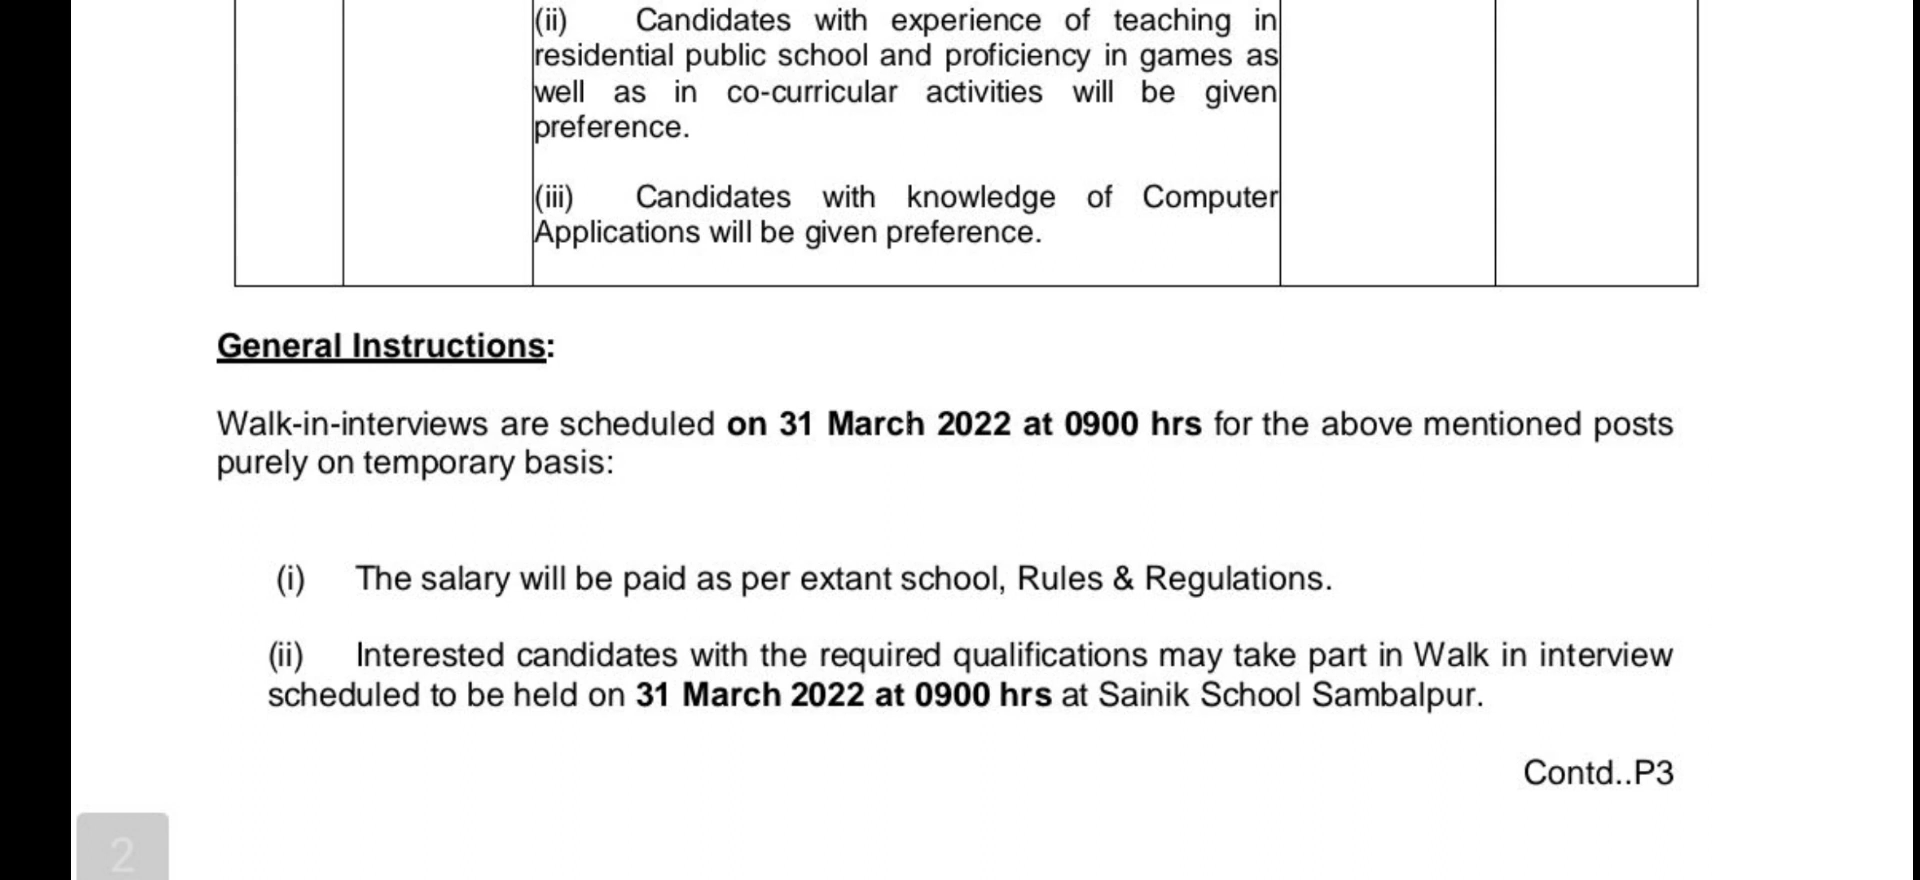 (ii) Candidates with experience of teaching in
residential public school and proficiency in games as
well as in co-curricular activities will be given
preference.
(iii) Candidates with knowledge of Computer
Applications will be given preference.
General Instructions:
Walk-in-interviews are scheduled on 31 March 2022 at 0900 hrs for the above mentioned posts
purely on temporary basis:
(i) The salary will be paid as per extant school, Rules & Regulations.
(ii) Interested candidates with the required qualifications may take part in Walk in interview
scheduled to be held on 31 March 2022 at 0900 hrs at Sainik School Sambalpur.
Contd..P3
2